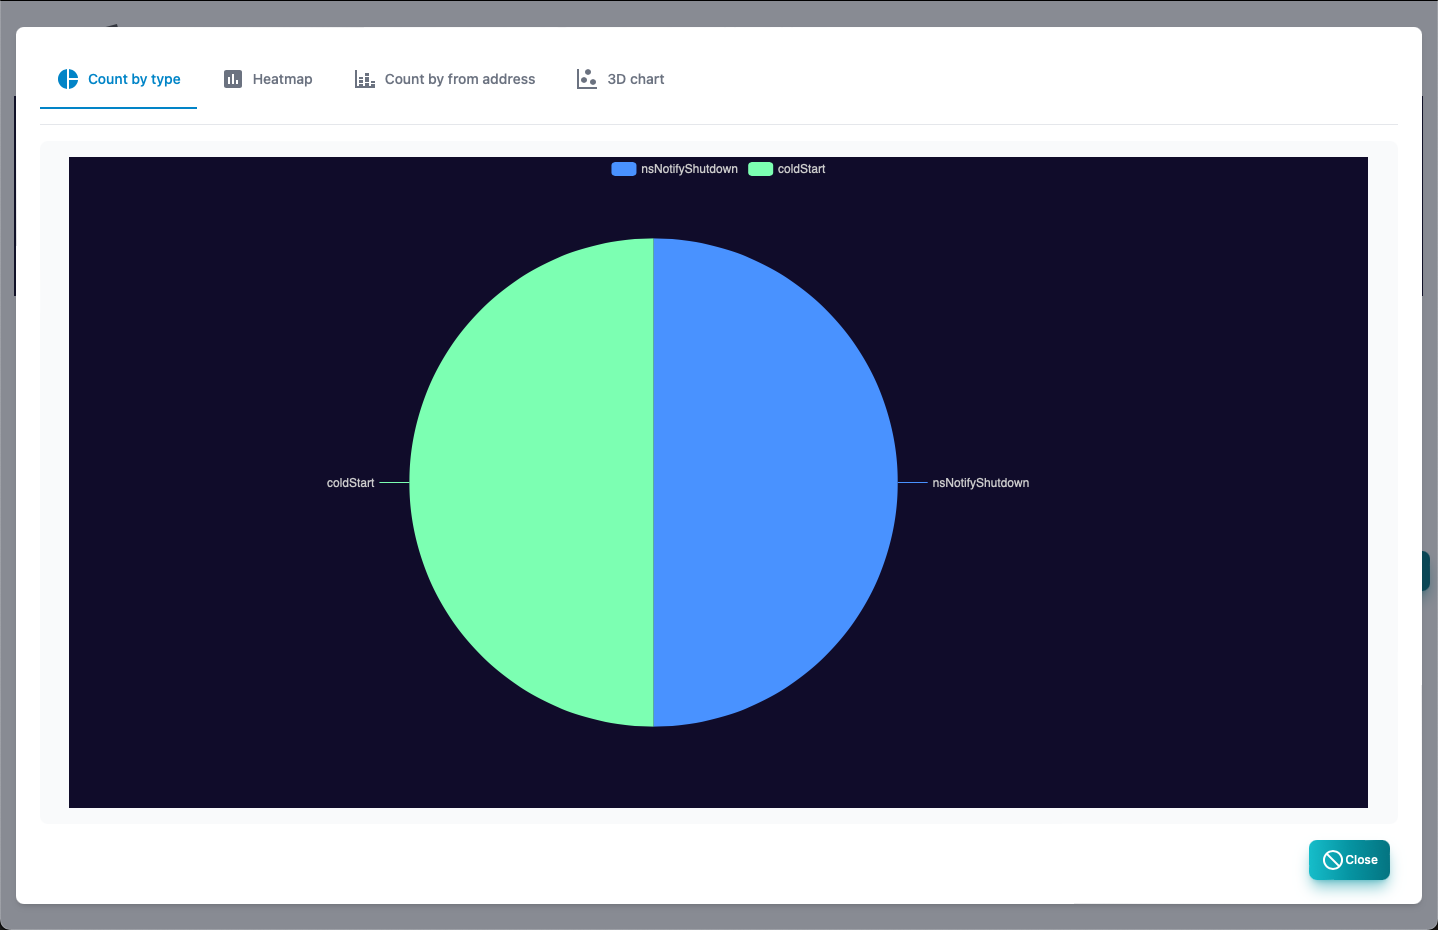 Count by type
Heatmap
Count by from address
3D chart
nsNotifyShutdown
coldStart
coldStart
nsNotifyShutdown
Close